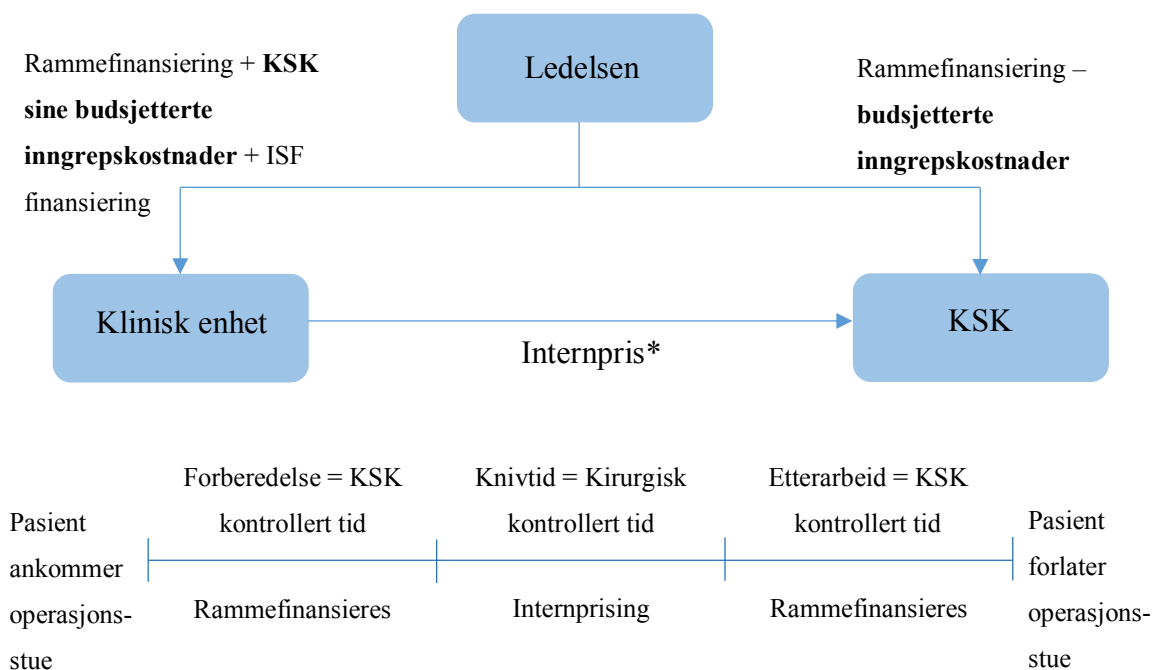 Rammefinansiering + KSK
sine budsjetterte
inngrepskostnader + ISF
finansiering
Ledelsen
Rammefinansiering –
budsjetterte
inngrepskostnader
Klinisk enhet
Internpris*
KSK
Pasient
ankommer
operasjons-
stue
Forberedelse = KSK
kontrollert tid
Rammefinansieres
Knivtid = Kirurgisk
kontrollert tid
Internprising
Etterarbeid = KSK
kontrollert tid
Rammefinansieres
Pasient
forlater
operasjons-
stue